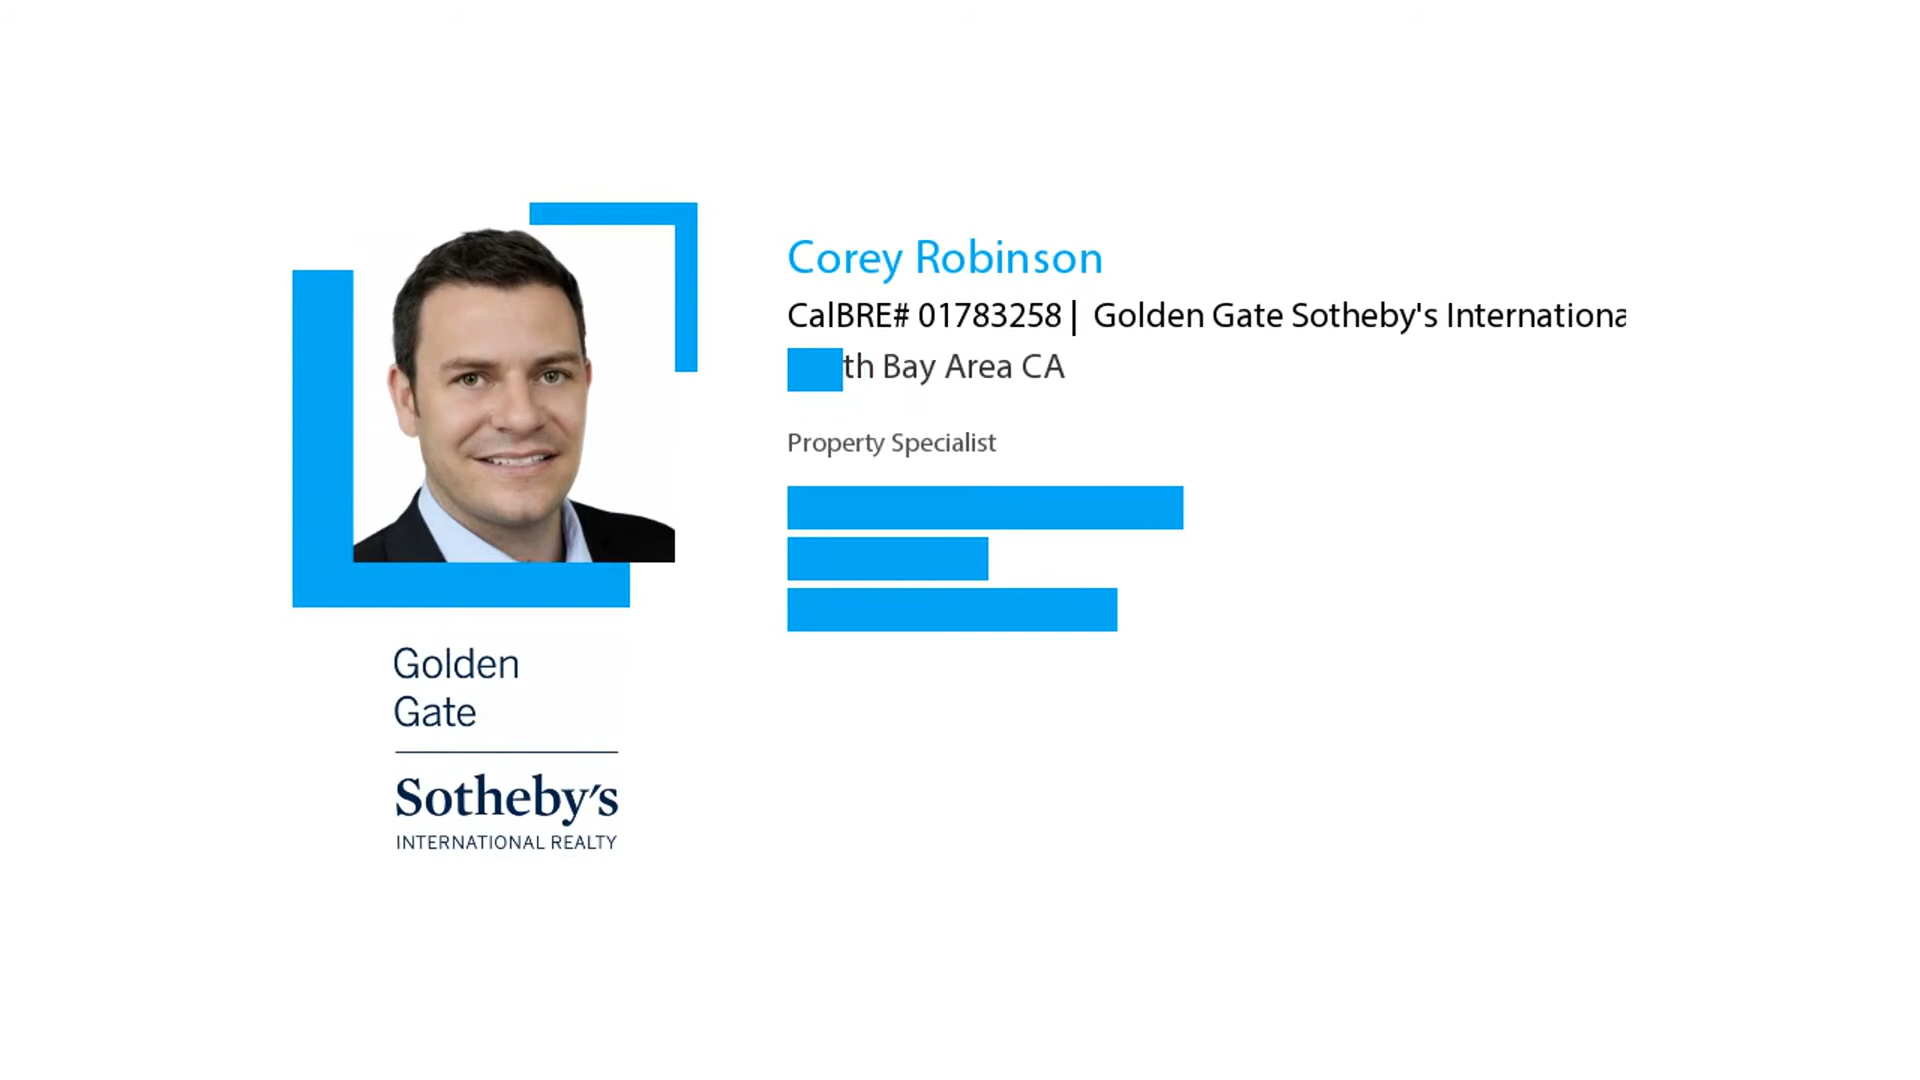 Corey Robinson
CalBRE# 01783258 | Golden Gate Sotheby's Internationa
th Bay Area CA
Property Specialist
Golden
Gate
Sotheby's
INTERNATIONAL REALTY